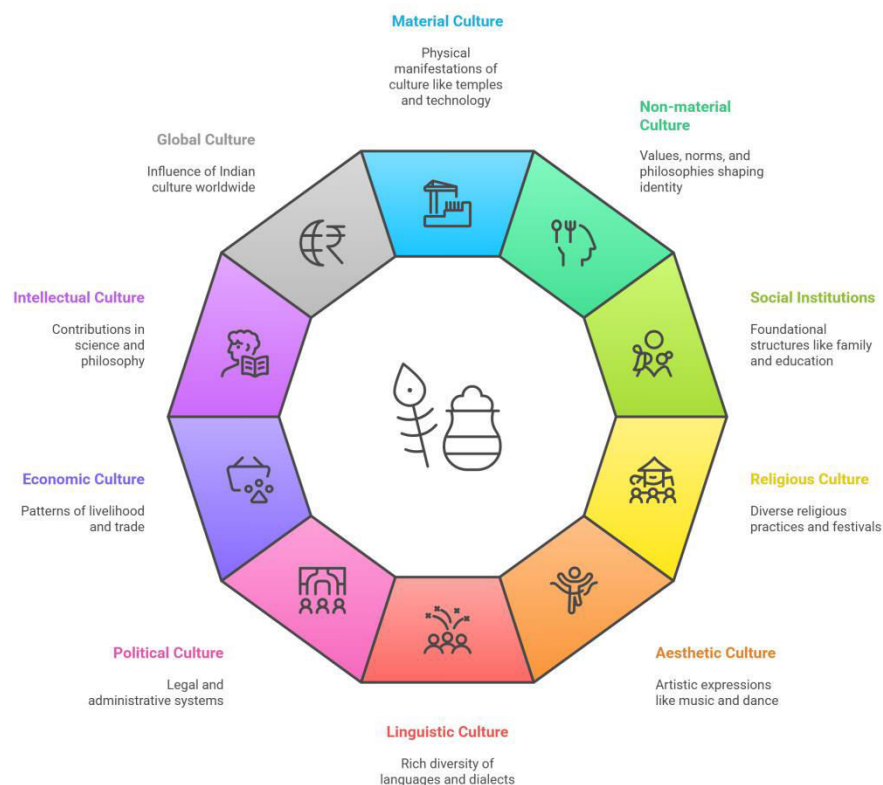 Material Culture
Physical
manifestations of
culture like temples
and technology
Non-material
Culture
Values, norms, and
philosophies shaping
identity
Social Institutions
Foundational
structures like family
and education
Religious Culture
Diverse religious
practices and festivals
Aesthetic Culture
Artistic expressions
like music and dance
Linguistic Culture
Rich diversity of
languages and dialects
Political Culture
Legal and
administrative systems
Economic Culture
Patterns of livelihood
and trade
Intellectual Culture
Contributions in
science and
philosophy
Global Culture
Influence of Indian
culture worldwide